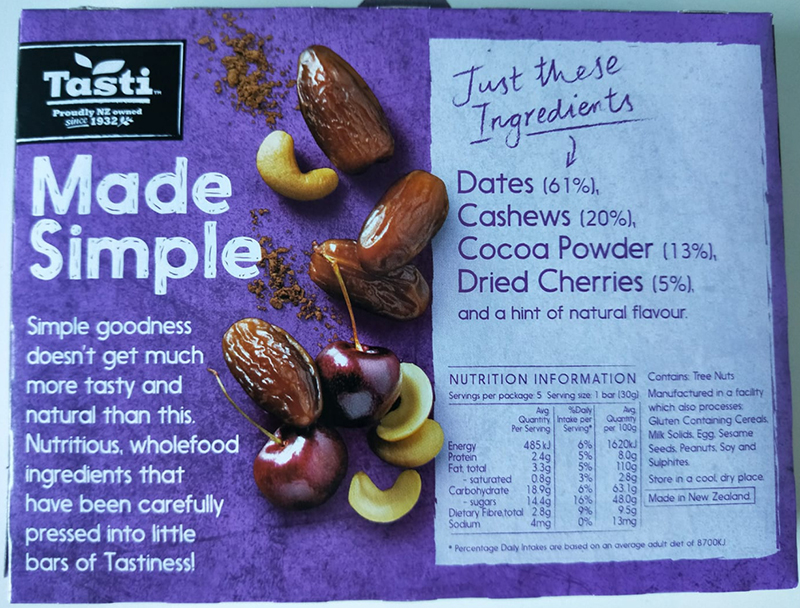 Tasti™
Proudly NZ owned
since 1932
Made
Simple
Simple goodness
doesn't get much
more tasty and
natural than this.
Nutritious, wholefood
ingredients that
have been carefully
pressed into little
bars of Tastiness!
Just these
Ingredients
Dates (61%),
Cashews (20%),
Cocoa Powder (13%),
Dried Cherries (5%),
and a hint of natural flavour.
NUTRITION INFORMATION
Servings per package: 5 Serving size: 1 bar (30g)
Avg. Quantity Per Serving %Daily Intake per Serving* Avg. Quantity per 100g
Energy 485kJ 6% 1620kJ
Protein 2.4g 5% 8.0g
Fat, total 3.3g 5% 11.0g
- saturated 0.8g 3% 2.8g
Carbohydrate 18.9g 6% 63.1g
- sugars 14.4g 16% 48.0g
Dietary Fibre,total 2.8g 9% 9.5g
Sodium 4mg 0% 13mg
* Percentage Daily Intakes are based on an average adult diet of 8700KJ
Contains: Tree Nuts
Manufactured in a facility
which also processes:
Gluten Containing Cereals,
Milk Solids, Egg, Sesame
Seeds, Peanuts, Soy and
Sulphites.
Store in a cool, dry place.
Made in New Zealand.